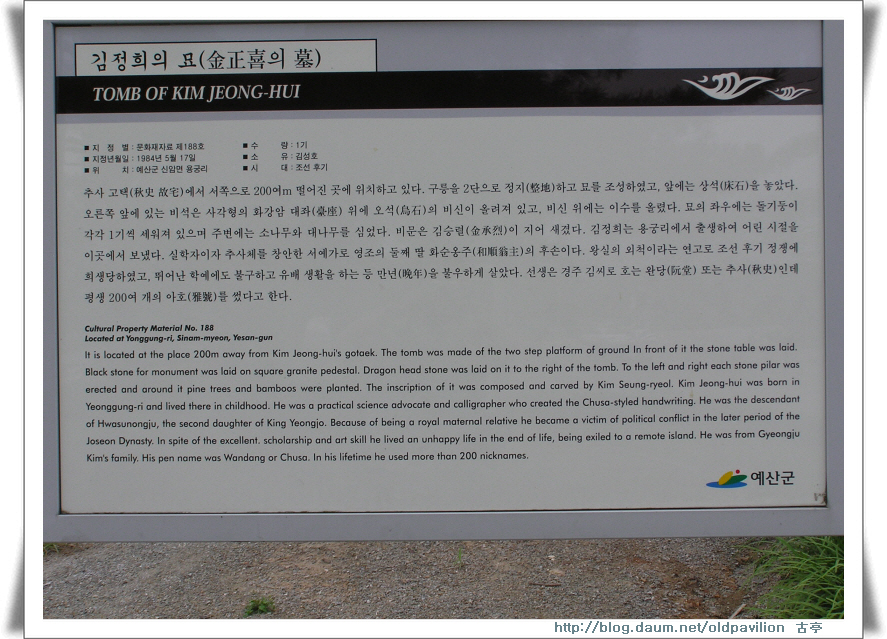 김정희의 묘(金正喜의 墓)
TOMB OF KIM JEONG-HUI
■ 지 정 별 : 문화재자료 제188호 ■ 수 량 : 1기
■ 지정년월일 : 1984년 5월 17일 ■ 소 유 : 김성호
■ 위 치 : 예산군 신암면 용궁리 ■ 시 대 : 조선 후기
추사 고택(秋史 故宅)에서 서쪽으로 200여m 떨어진 곳에 위치하고 있다. 구릉을 2단으로 정지(整地)하고 묘를 조성하였고, 앞에는 상석(床石)을 놓았다.
오른쪽 앞에 있는 비석은 사각형의 화강암 대좌(臺座) 위에 오석(烏石)의 비신이 올려져 있고, 비신 위에는 이수를 올렸다. 묘의 좌우에는 돌기둥이
각각 1기씩 세워져 있으며 주변에는 소나무와 대나무를 심었다. 비문은 김승렬(金承烈)이 지어 새겼다. 김정희는 용궁리에서 출생하여 어린 시절을
이곳에서 보냈다. 실학자이자 추사체를 창안한 서예가로 영조의 둘째 딸 화순옹주(和順翁主)의 후손이다. 왕실의 외척이라는 연고로 조선 후기 정쟁에
희생당하였고, 뛰어난 학예에도 불구하고 유배 생활을 하는 등 만년(晩年)을 불우하게 살았다. 선생은 경주 김씨로 호는 완당(阮堂) 또는 추사(秋史)인데
평생 200여 개의 아호(雅號)를 썼다고 한다.
Cultural Property Material No. 188
Located at Yonggung-ri, Sinam-myeon, Yesan-gun
It is located at the place 200m away from Kim Jeong-hui's gotaek. The tomb was made of the two step platform of ground In front of it the stone table was laid.
Black stone for monument was laid on square granite pedestal. Dragon head stone was laid on it to the right of the tomb. To the left and right each stone pilar was
erected and around it pine trees and bamboos were planted. The inscription of it was composed and carved by Kim Seung-ryeol. Kim Jeong-hui was born in
Yeonggung-ri and lived there in childhood. He was a practical science advocate and calligrapher who created the Chusa-styled handwriting. He was the descendant
of Hwasunongju, the second daughter of King Yeongjo. Because of being a royal maternal relative he became a victim of political conflict in the later period of the
Joseon Dynasty. In spite of the excellent. scholarship and art skill he lived an unhappy life in the end of life, being exiled to a remote island. He was from Gyeongju
Kim's family. His pen name was Wandang or Chusa. In his lifetime he used more than 200 nicknames.
예산군
http://blog.daum.net/oldpavilion 古亭